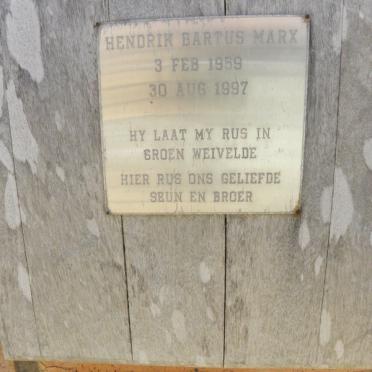 HENDRIK BARTUS MARX
3 FEB 1959
30 AUG 1997
HY LAAT MY RUS IN
GROEN WEIVELDE
HIER RUS ONS GELIEFDE
SEUN EN BROER